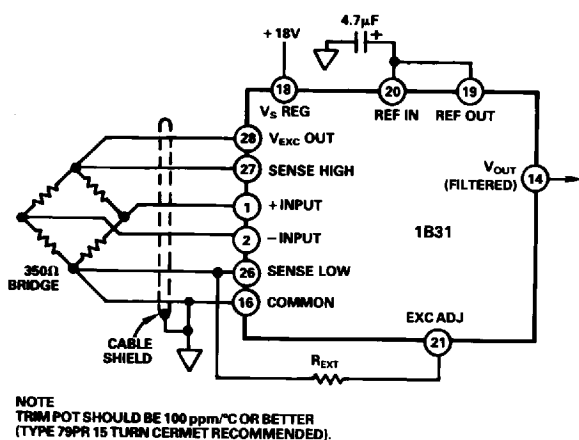 4.7µF
+
+18V
18
VS REG
20
REF IN
19
REF OUT
28
VEXC OUT
27
SENSE HIGH
1
+INPUT
2
−INPUT
26
SENSE LOW
16
COMMON
14
VOUT
(FILTERED)
1B31
EXC ADJ
21
350Ω
BRIDGE
CABLE
SHIELD
REXT
NOTE
TRIM POT SHOULD BE 100 ppm/°C OR BETTER
(TYPE 79PR 15 TURN CERMET RECOMMENDED).